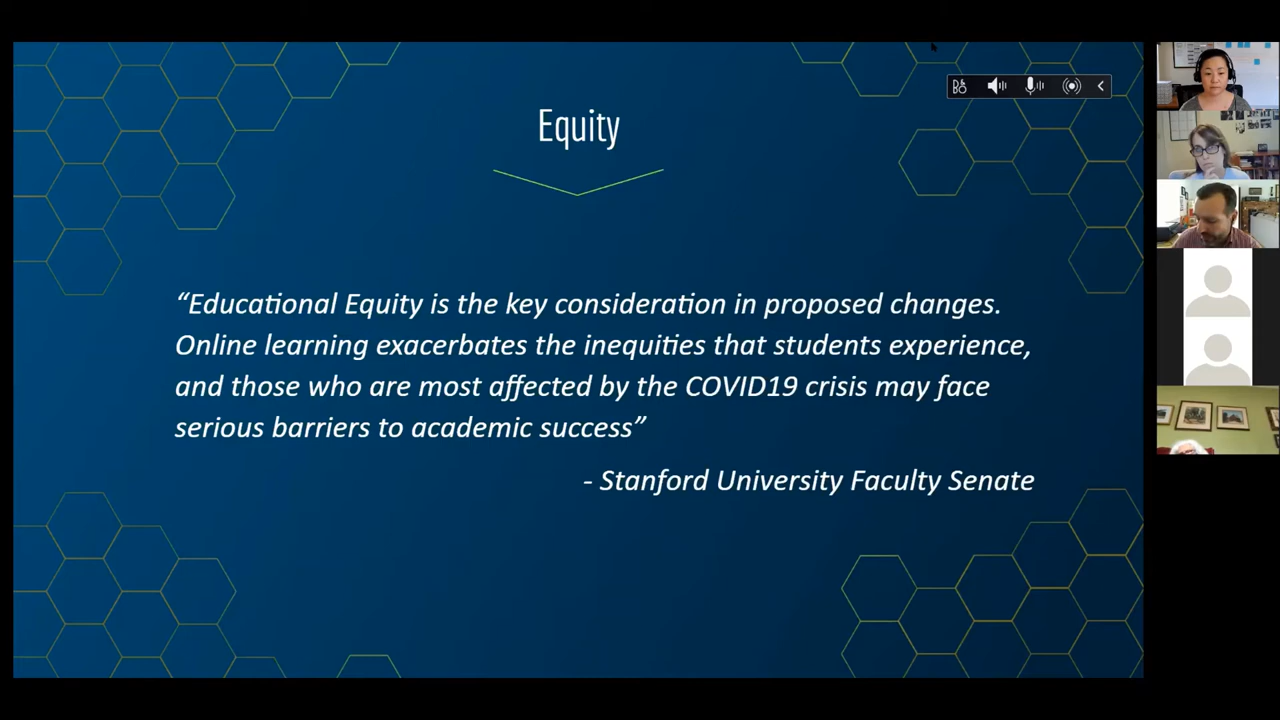 Equity
“Educational Equity is the key consideration in proposed changes.
Online learning exacerbates the inequities that students experience,
and those who are most affected by the COVID19 crisis may face
serious barriers to academic success”
- Stanford University Faculty Senate